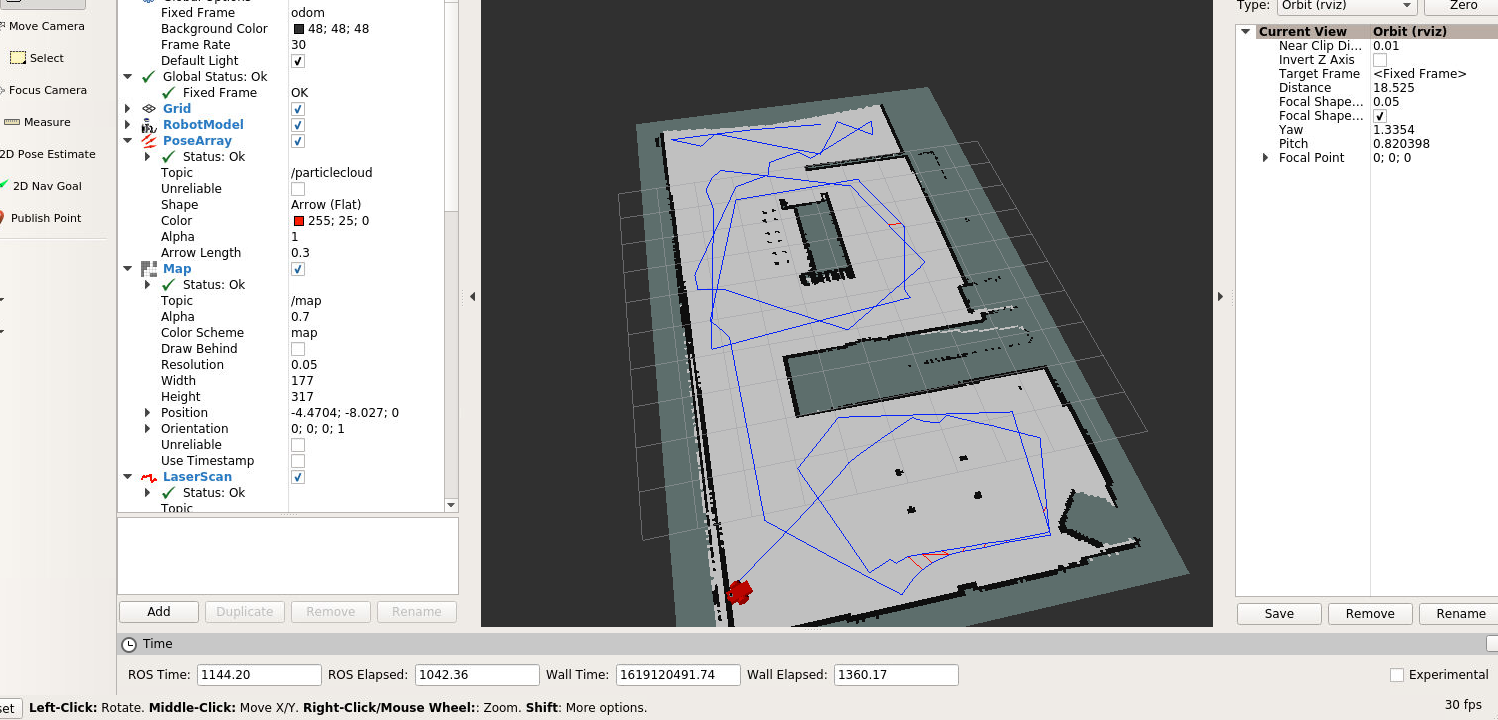 Move Camera
Select
Focus Camera
Measure
2D Pose Estimate
2D Nav Goal
Publish Point
Global Options
Fixed Frame odom
Background Color 48; 48; 48
Frame Rate 30
Default Light
Global Status: Ok
Fixed Frame OK
Grid
RobotModel
PoseArray
Status: Ok
Topic /particlecloud
Unreliable
Shape Arrow (Flat)
Color 255; 25; 0
Alpha 1
Arrow Length 0.3
Map
Status: Ok
Topic /map
Alpha 0.7
Color Scheme map
Draw Behind
Resolution 0.05
Width 177
Height 317
Position -4.4704; -8.027; 0
Orientation 0; 0; 0; 1
Unreliable
Use Timestamp
LaserScan
Status: Ok
Topic
Add Duplicate Remove Rename
Type: Orbit (rviz) Zero
Current View Orbit (rviz)
Near Clip Di... 0.01
Invert Z Axis
Target Frame <Fixed Frame>
Distance 18.525
Focal Shape... 0.05
Focal Shape...
Yaw 1.3354
Pitch 0.820398
Focal Point 0; 0; 0
Save Remove Rename
Time
ROS Time: 1144.20 ROS Elapsed: 1042.36 Wall Time: 1619120491.74 Wall Elapsed: 1360.17 Experimental
set Left-Click: Rotate. Middle-Click: Move X/Y. Right-Click/Mouse Wheel:: Zoom. Shift: More options. 30 fps